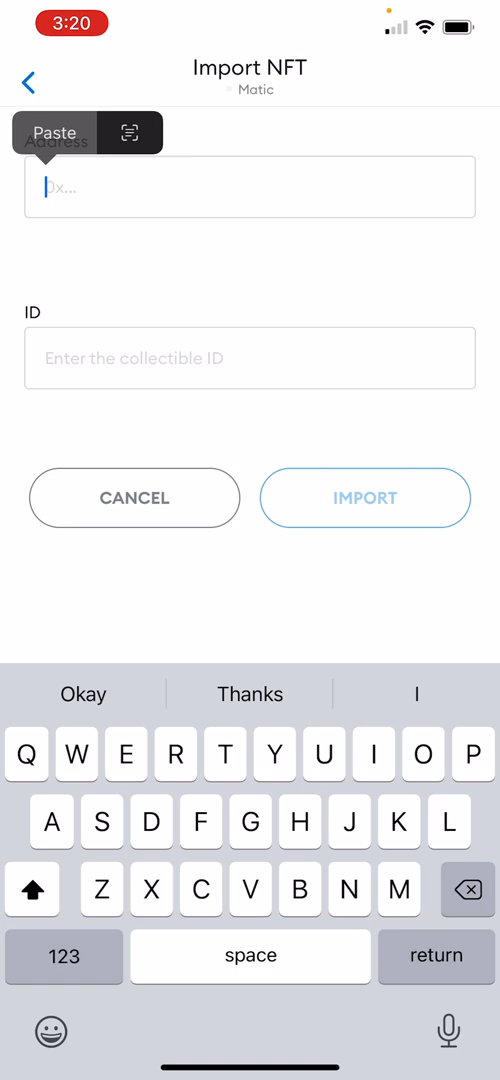 3:20
Import NFT
Matic
Paste
Address
0x...
ID
Enter the collectible ID
CANCEL
IMPORT
Okay
Thanks
I
Q W E R T Y U I O P
A S D F G H J K L
Z X C V B N M
123
space
return